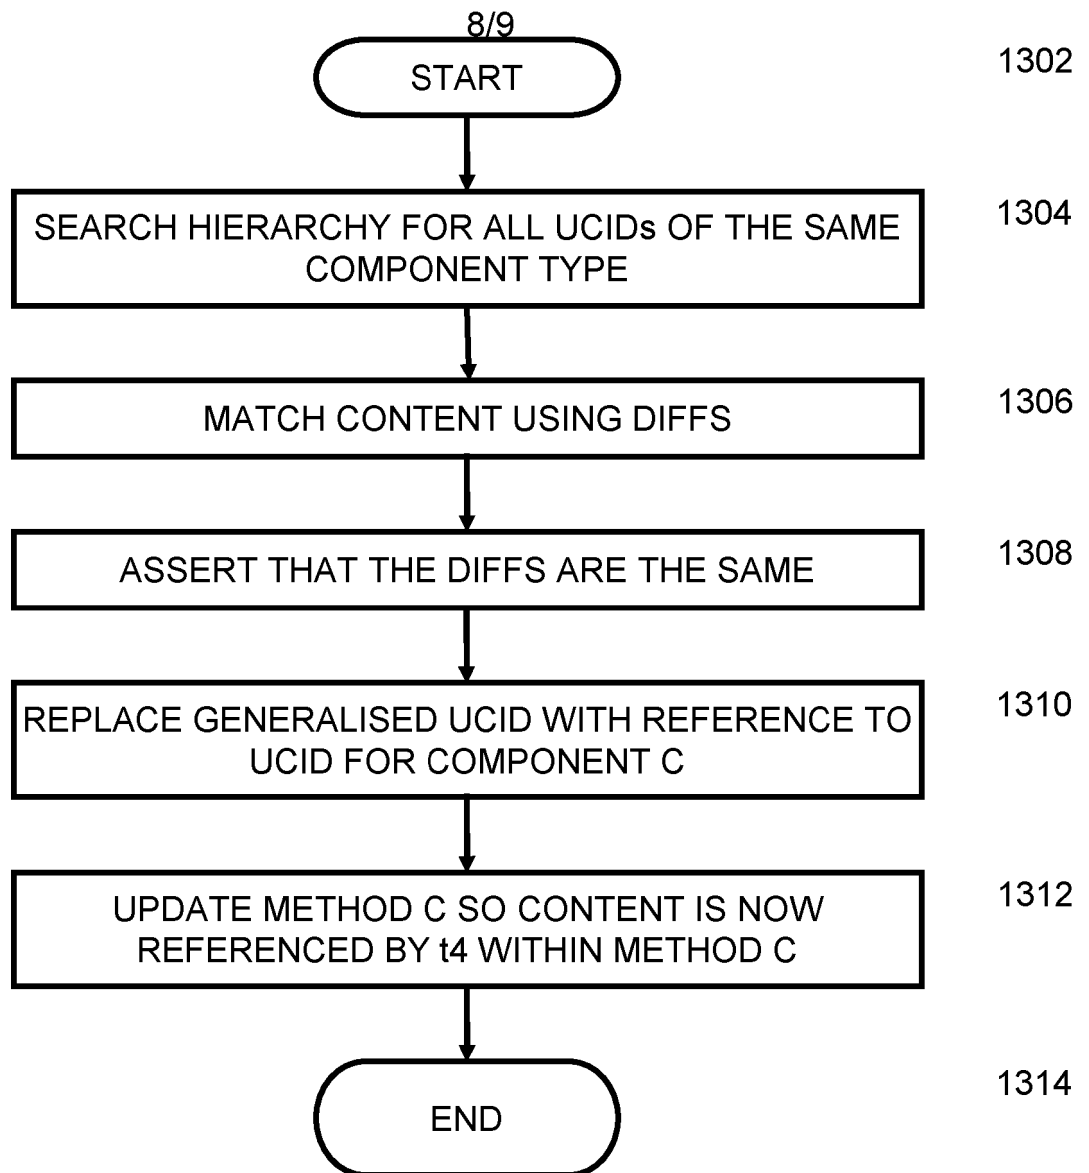 8/9
START
1302
SEARCH HIERARCHY FOR ALL UCIDs OF THE SAME
COMPONENT TYPE
1304
MATCH CONTENT USING DIFFS
1306
ASSERT THAT THE DIFFS ARE THE SAME
1308
REPLACE GENERALISED UCID WITH REFERENCE TO
UCID FOR COMPONENT C
1310
UPDATE METHOD C SO CONTENT IS NOW
REFERENCED BY t4 WITHIN METHOD C
1312
END
1314